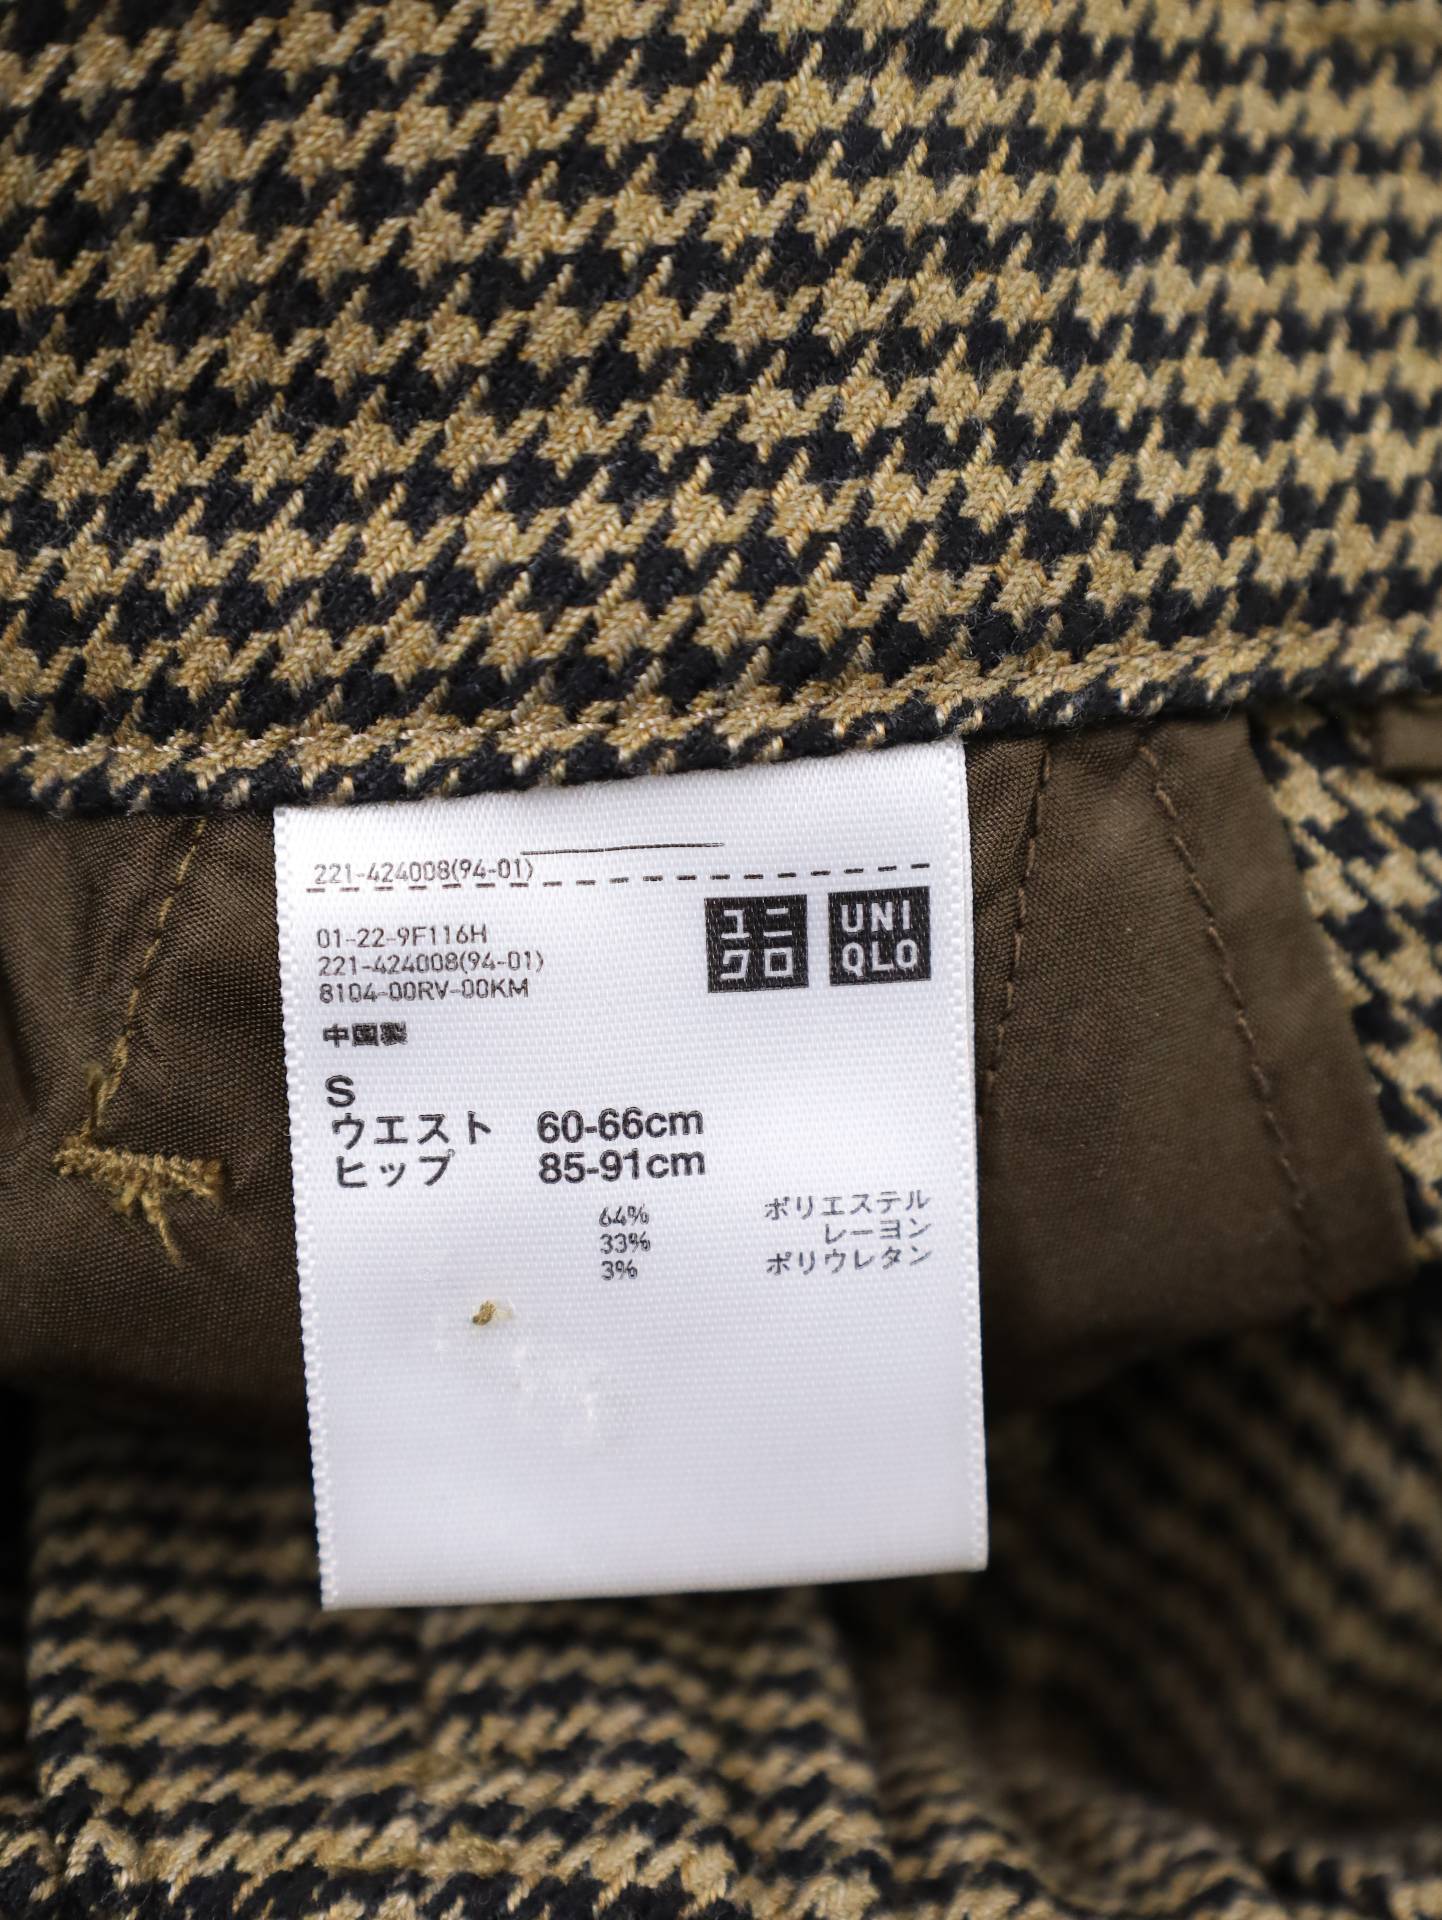 221-424008(94-01)
01-22-9F116H
221-424008(94-01)
8104-00RV-00KM
ユニ
クロ
UNI
QLO
中国製
S
ウエスト 60-66cm
ヒップ 85-91cm
64% ポリエステル
33% レーヨン
3% ポリウレタン